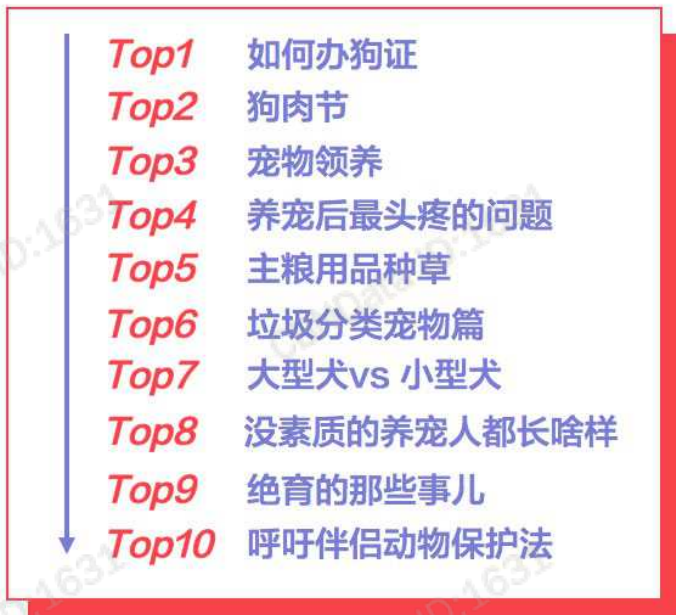 Top1 如何办狗证
Top2 狗肉节
Top3 宠物领养
Top4 养宠后最头疼的问题
Top5 主粮用品种草
Top6 垃圾分类宠物篇
Top7 大型犬vs 小型犬
Top8 没素质的养宠人都长啥样
Top9 绝育的那些事儿
Top10 呼吁伴侣动物保护法